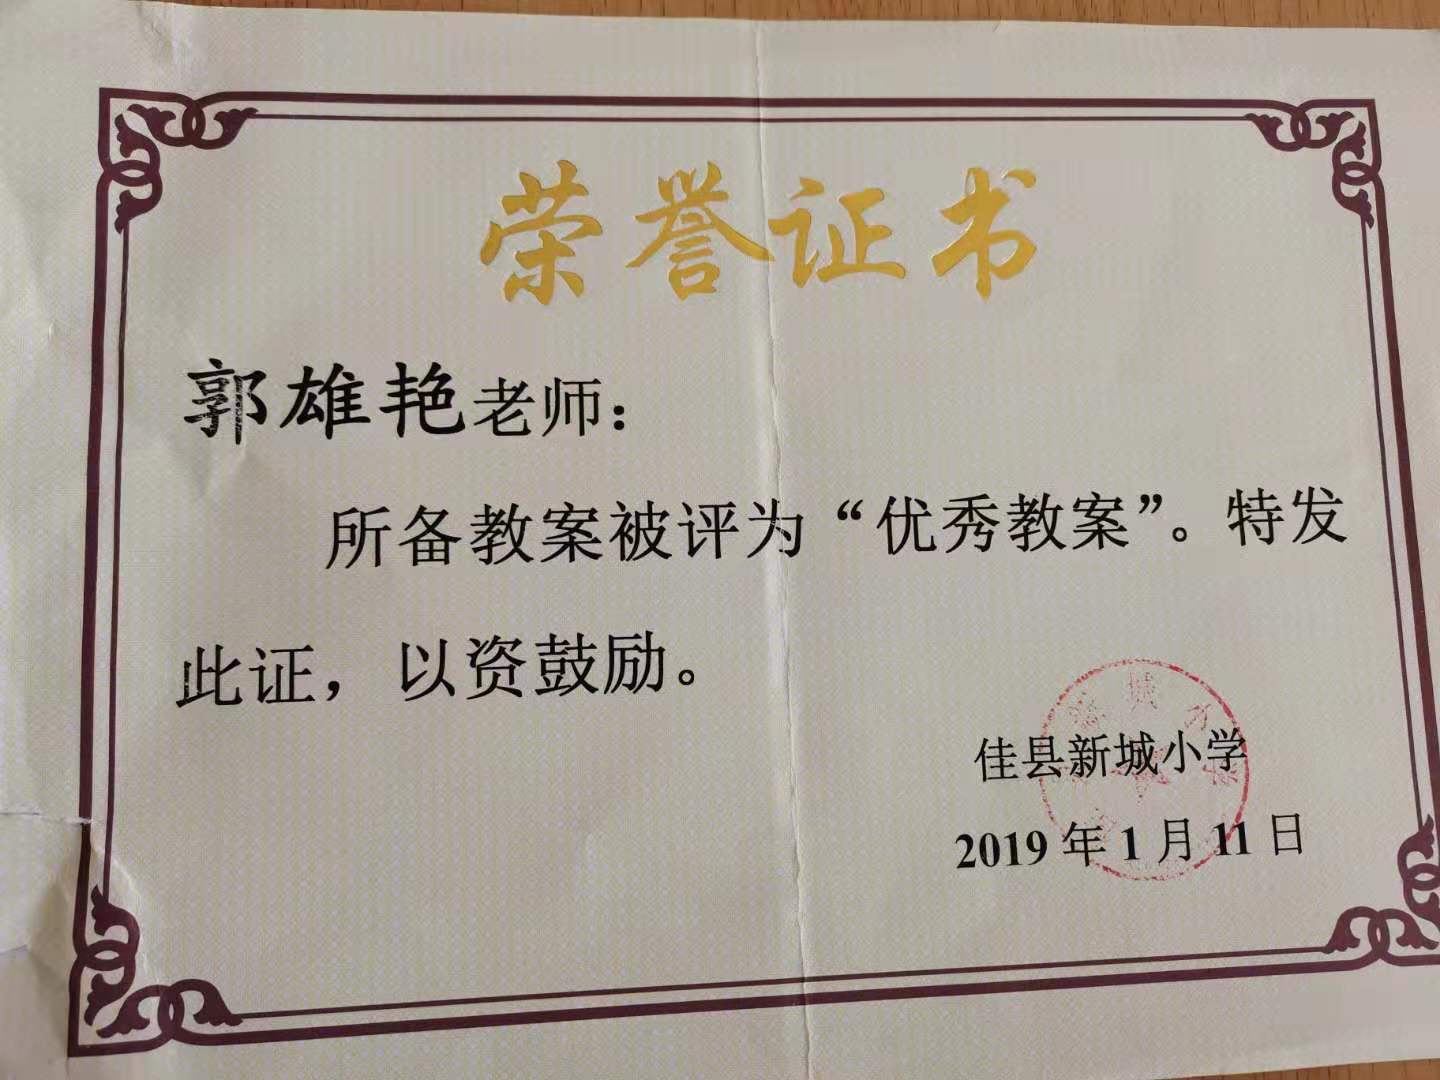 荣誉证书
郭雄艳老师：
所备教案被评为“优秀教案”。特发
此证，以资鼓励。
佳县新城小学
2019年1月11日